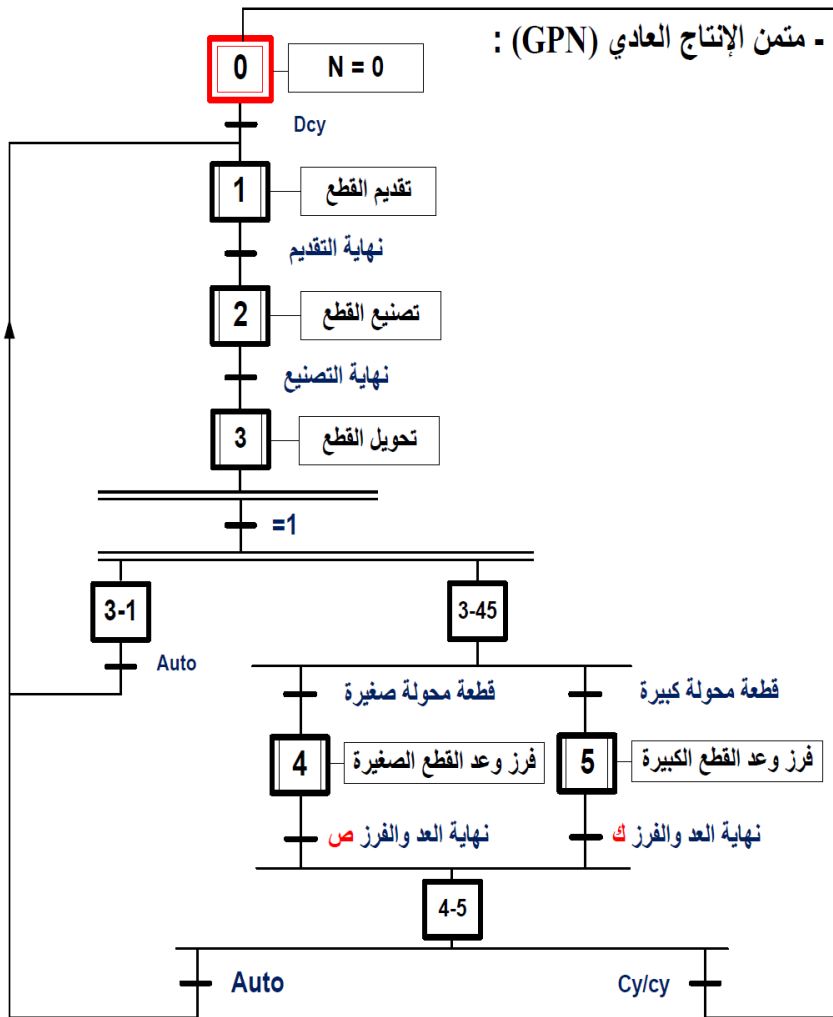 - متمن الإنتاج العادي (GPN) :
0
N = 0
Dcy
1
تقديم القطع
نهاية التقديم
2
تصنيع القطع
نهاية التصنيع
3
تحويل القطع
=1
3-1
3-45
Auto
قطعة محولة صغيرة
قطعة محولة كبيرة
4
فرز وعد القطع الصغيرة
5
فرز وعد القطع الكبيرة
نهاية العد والفرز ص
نهاية العد والفرز ك
4-5
Auto
Cy/cy